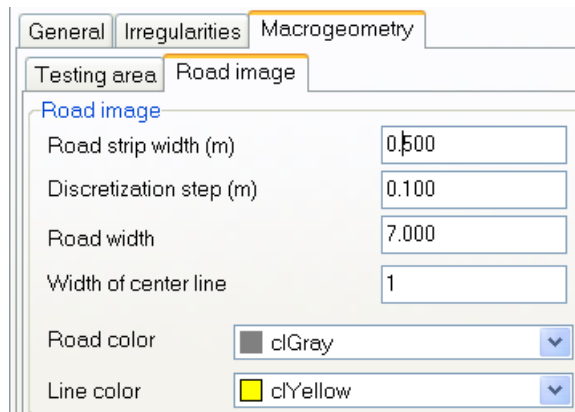 General Irregularities Macrogeometry
Testing area Road image
Road image
Road strip width (m) 0.500
Discretization step (m) 0.100
Road width 7.000
Width of center line 1
Road color clGray
Line color clYellow